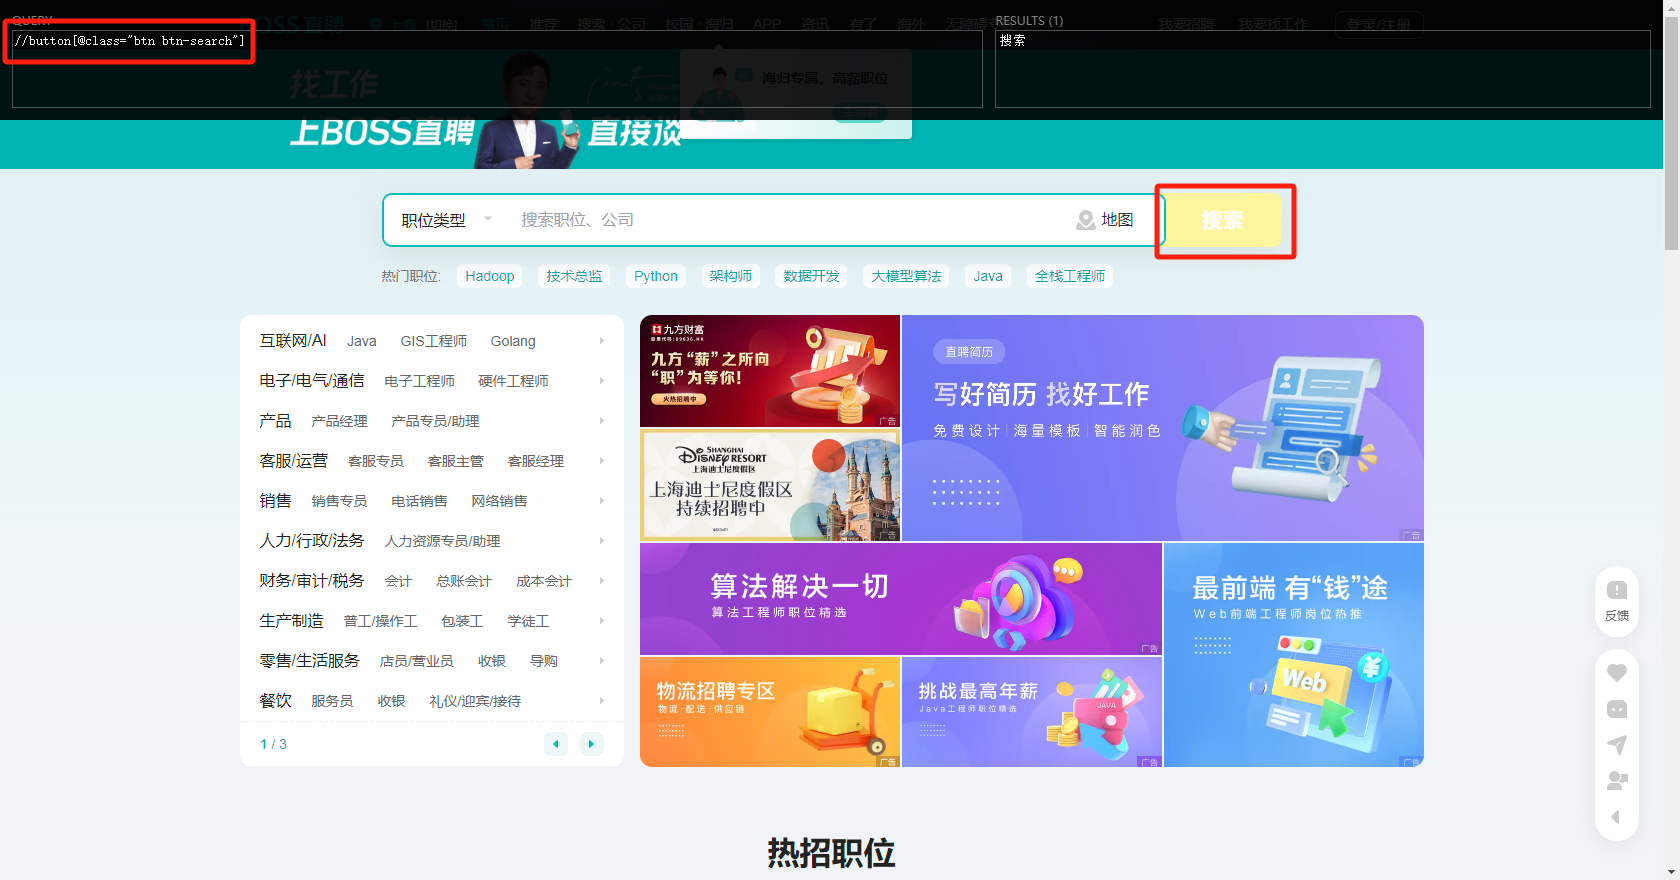 QUERY
//button[@class="btn btn-search"]
RESULTS (1)
搜索
BOSS直聘 上海 [切换] 首页 推荐 搜索·公司 校园·海归 APP 资讯 有了 海外 无障碍专 我要招聘 我要找工作 登录/注册
找工作
海归专属，高薪职位
上BOSS直聘 直接谈
职位类型 搜索职位、公司 地图 搜索
热门职位: Hadoop 技术总监 Python 架构师 数据开发 大模型算法 Java 全栈工程师
互联网/AI Java GIS工程师 Golang
电子/电气/通信 电子工程师 硬件工程师
产品 产品经理 产品专员/助理
客服/运营 客服专员 客服主管 客服经理
销售 销售专员 电话销售 网络销售
人力/行政/法务 人力资源专员/助理
财务/审计/税务 会计 总账会计 成本会计
生产制造 普工/操作工 包装工 学徒工
零售/生活服务 店员/营业员 收银 导购
餐饮 服务员 收银 礼仪/迎宾/接待
1 / 3
九方财富
股票代码:09636.HK
九方“薪”之所向
“职”为等你！
火热招聘中
广告
SHANGHAI
DISNEY RESORT
上海迪士尼度假区
上海迪士尼度假区
持续招聘中
广告
直聘简历
写好简历 找好工作
免费设计 | 海量模板 | 智能润色
广告
算法解决一切
算法工程师职位精选
广告
最前端 有“钱”途
Web前端工程师岗位热推
Web
广告
物流招聘专区
物流·配送·供应链
广告
挑战最高年薪
Java工程师职位精选
JAVA
广告
反馈
热招职位